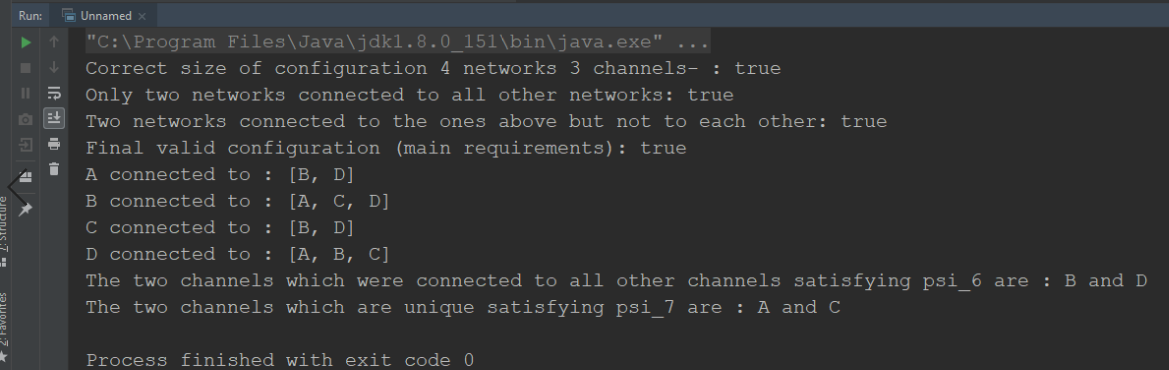 Run: Unnamed ×
"C:\Program Files\Java\jdk1.8.0_151\bin\java.exe" ...
Correct size of configuration 4 networks 3 channels- : true
Only two networks connected to all other networks: true
Two networks connected to the ones above but not to each other: true
Final valid configuration (main requirements): true
A connected to : [B, D]
B connected to : [A, C, D]
C connected to : [B, D]
D connected to : [A, B, C]
The two channels which were connected to all other channels satisfying psi_6 are : B and D
The two channels which are unique satisfying psi_7 are : A and C
Process finished with exit code 0
7: Structure
2: Favorites